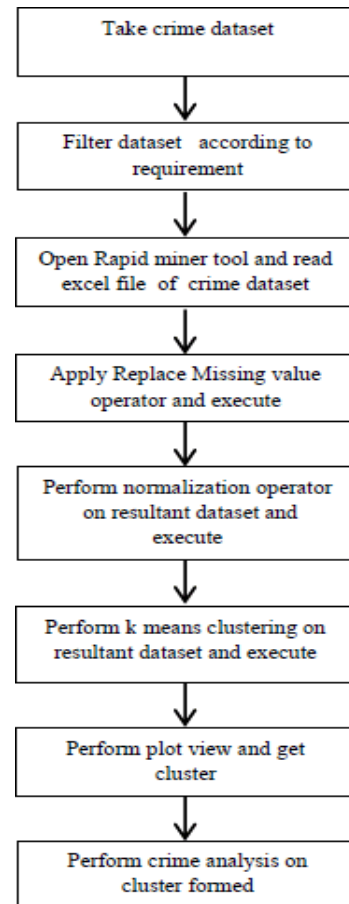 Take crime dataset
Filter dataset according to
requirement
Open Rapid miner tool and read
excel file of crime dataset
Apply Replace Missing value
operator and execute
Perform normalization operator
on resultant dataset and
execute
Perform k means clustering on
resultant dataset and execute
Perform plot view and get
cluster
Perform crime analysis on
cluster formed